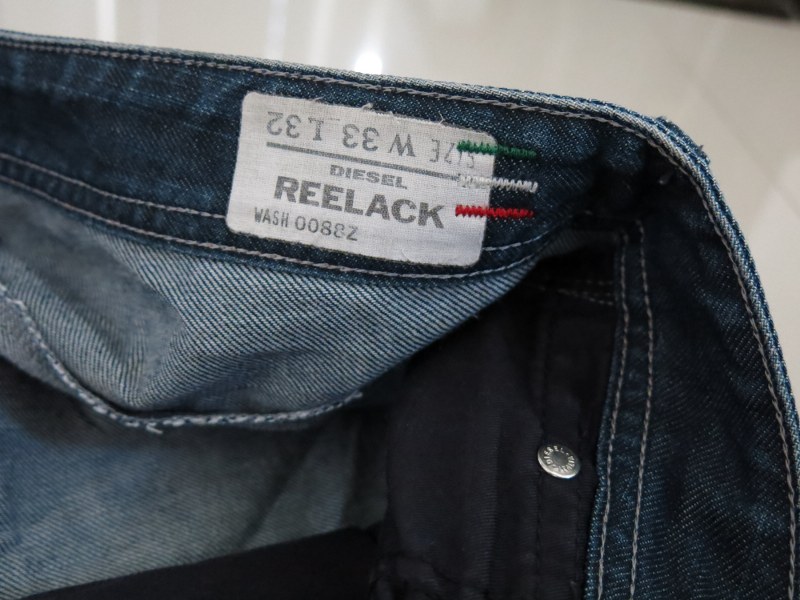 SIZE W 33 L 32
DIESEL
REELACK
WASH 0088Z